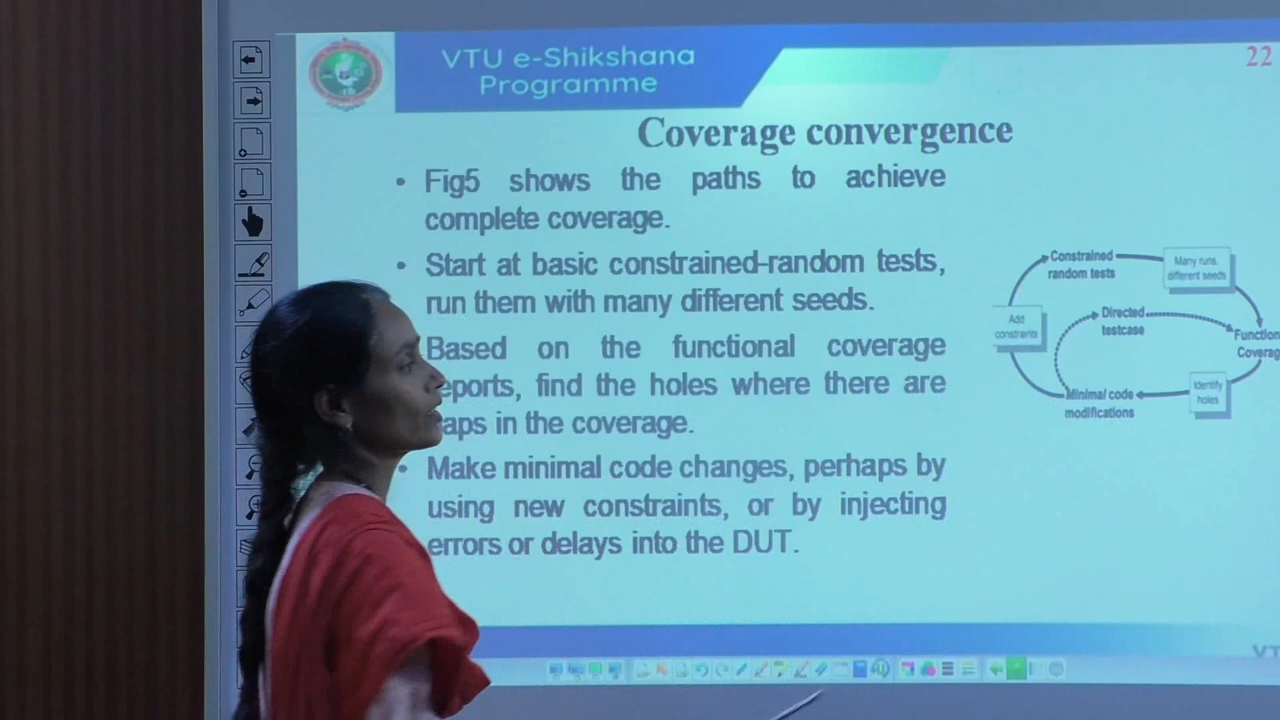 VTU e-Shikshana
Programme
22
Coverage convergence
• Fig5 shows the paths to achieve
complete coverage.
• Start at basic constrained-random tests,
run them with many different seeds.
Based on the functional coverage
eports, find the holes where there are
aps in the coverage.
• Make minimal code changes, perhaps by
using new constraints, or by injecting
errors or delays into the DUT.
Constrained
random tests
Many runs,
different seeds
Add
constraints
Directed
testcase
Function
Coverag
Identify
holes
Minimal code
modifications
VT